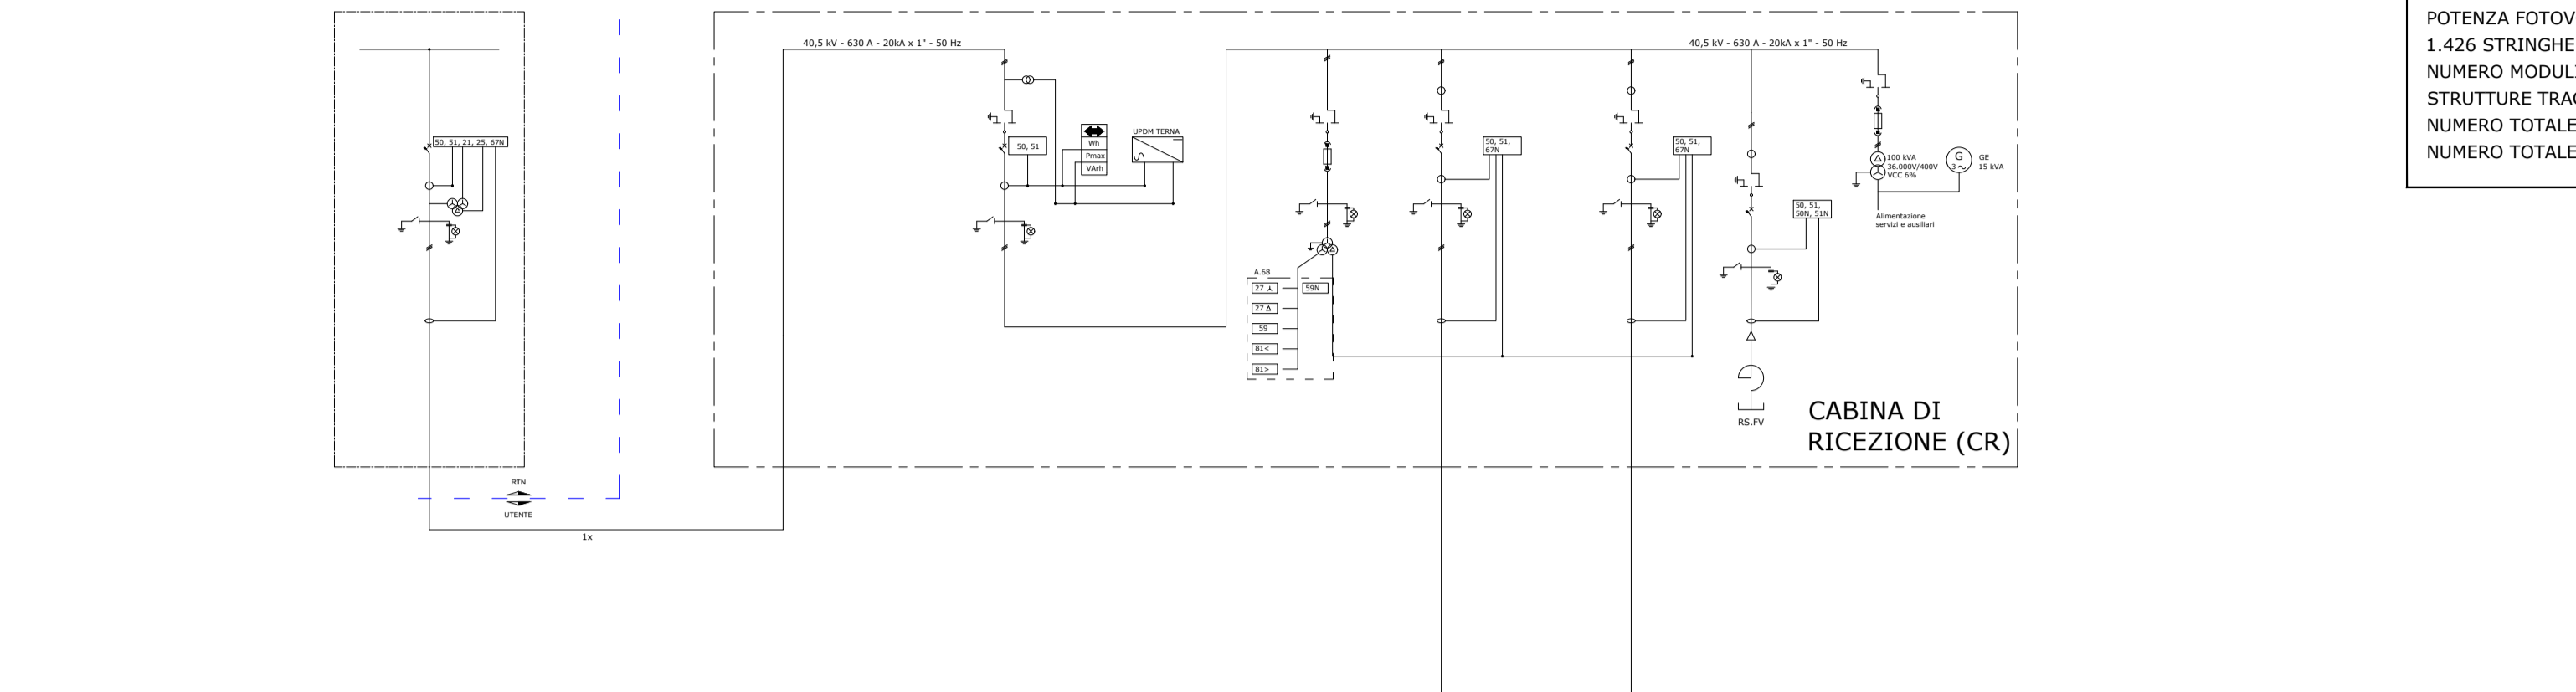 50, 51, 21, 25, 67N
RTN
UTENTE
1x
40,5 kV - 630 A - 20kA x 1" - 50 Hz
50, 51
Wh
Pmax
VArh
UPDM TERNA
A.68
27
59N
27
59
81<
81>
50, 51,
67N
50, 51,
67N
40,5 kV - 630 A - 20kA x 1" - 50 Hz
50, 51,
50N, 51N
RS.FV
100 kVA
36.000V/400V
VCC 6%
G
3
GE
15 kVA
Alimentazione
servizi e ausiliari
CABINA DI
RICEZIONE (CR)
POTENZA FOTOV
1.426 STRINGHE
NUMERO
STRUTTURE
NUMERO TOTALE
NUMERO TOTALE